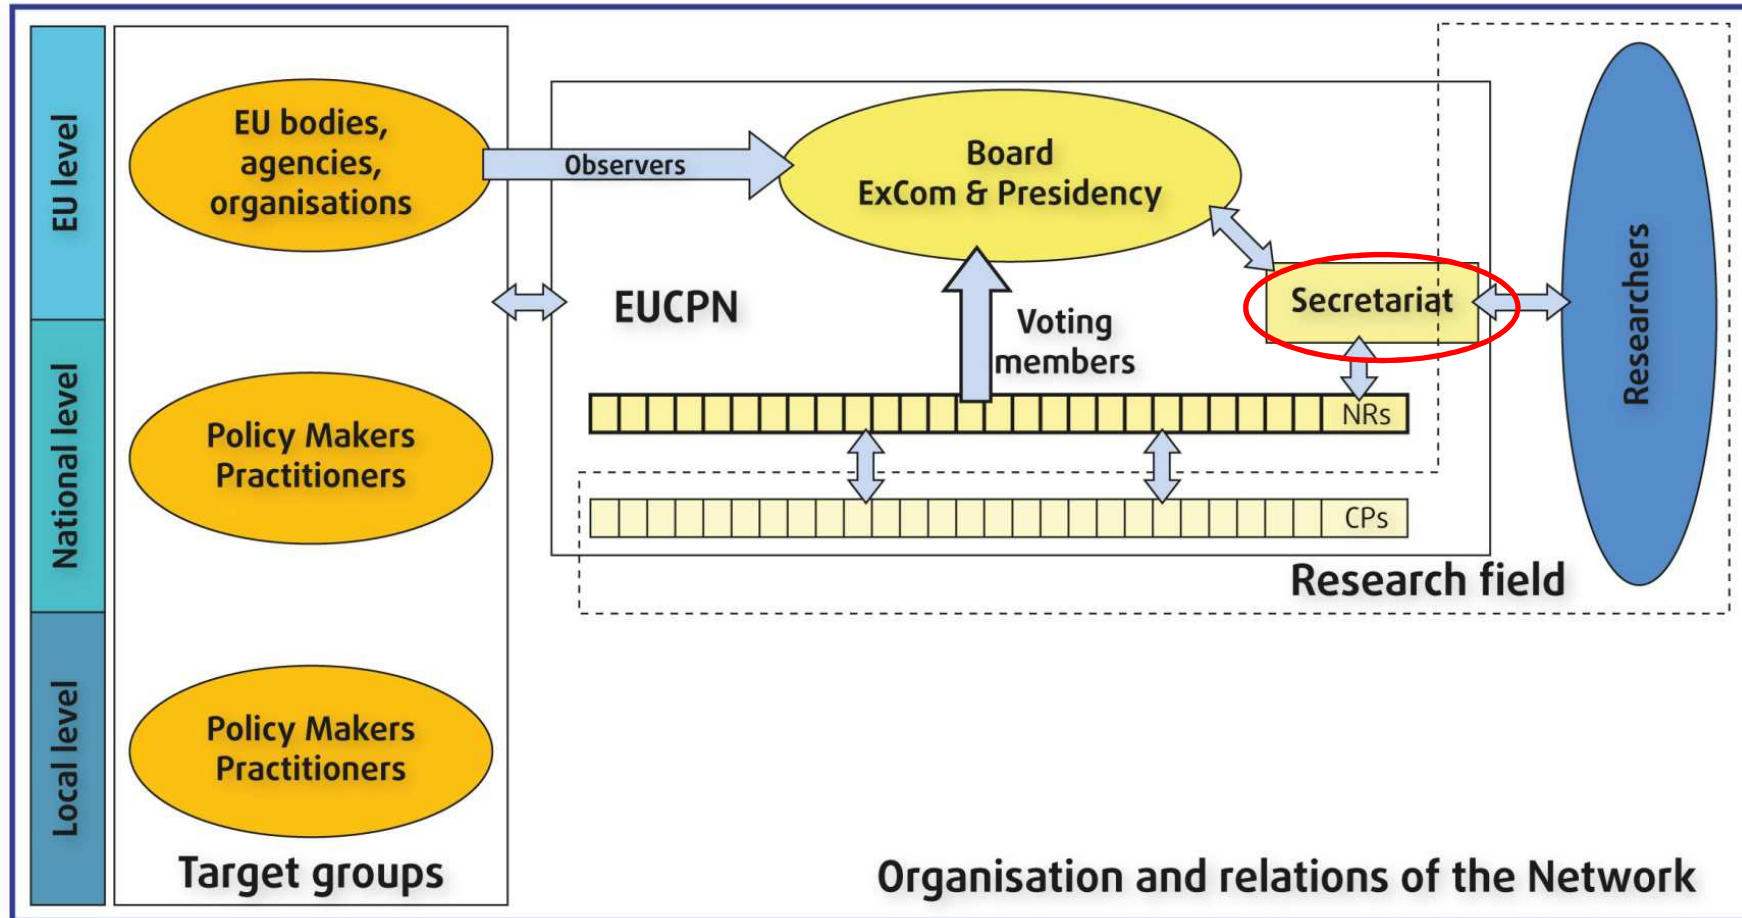 EU level
National level
Local level
EU bodies,
agencies,
organisations
Policy Makers
Practitioners
Policy Makers
Practitioners
Target groups
Observers
Board
ExCom & Presidency
EUCPN
Voting
members
Secretariat
NRs
CPs
Research field
Researchers
Organisation and relations of the Network